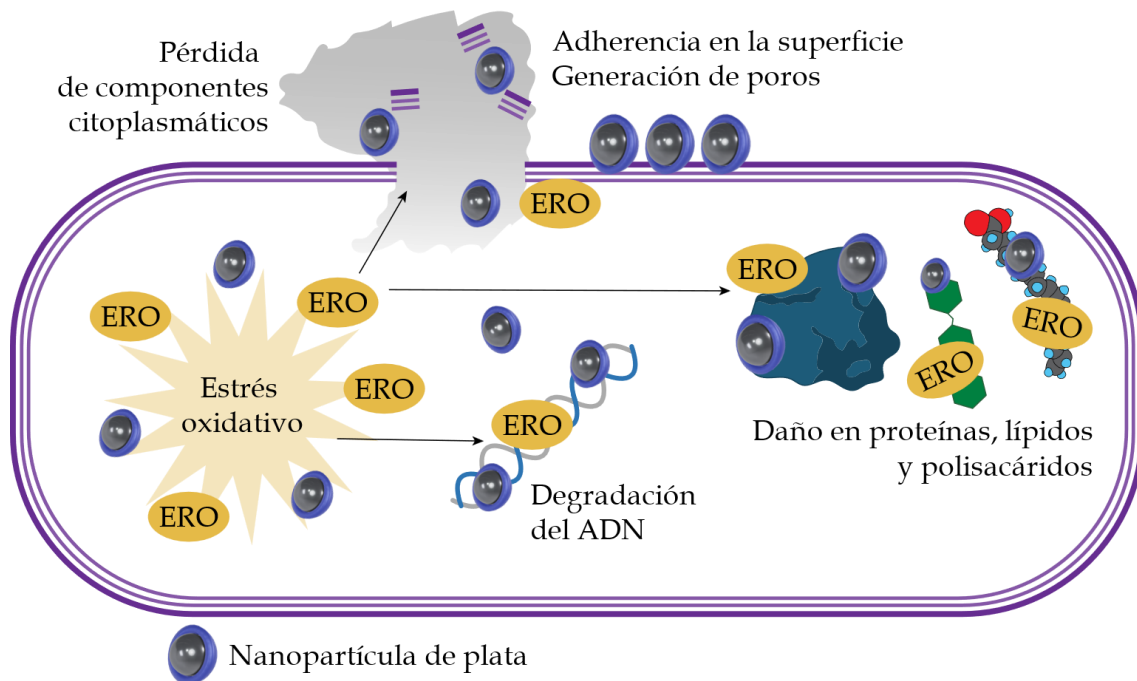 Pérdida
de componentes
citoplasmáticos
Adherencia en la superficie
Generación de poros
ERO
ERO
ERO
ERO
ERO
Estrés
oxidativo
ERO
ERO
ERO
ERO
Daño en proteínas, lípidos
y polisacáridos
Degradación
del ADN
Nanopartícula de plata